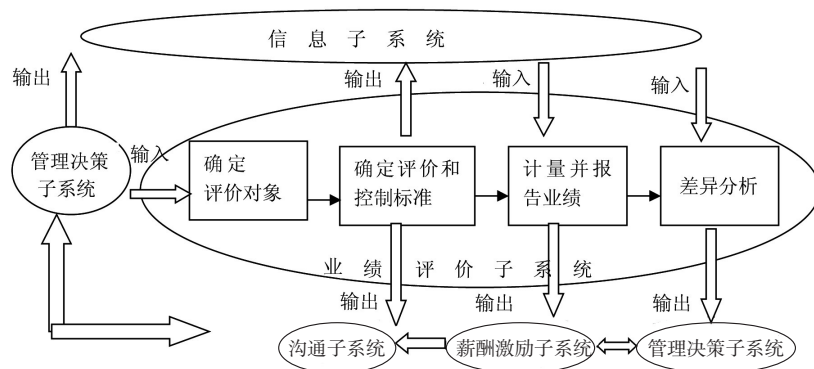 信息子系统
输出
输出
输入
输入
管理决策
子系统
输入
确定
评价对象
确定评价和
控制标准
计量并报
告业绩
差异分析
业绩评价子系统
输出
输出
输出
沟通子系统
薪酬激励子系统
管理决策子系统